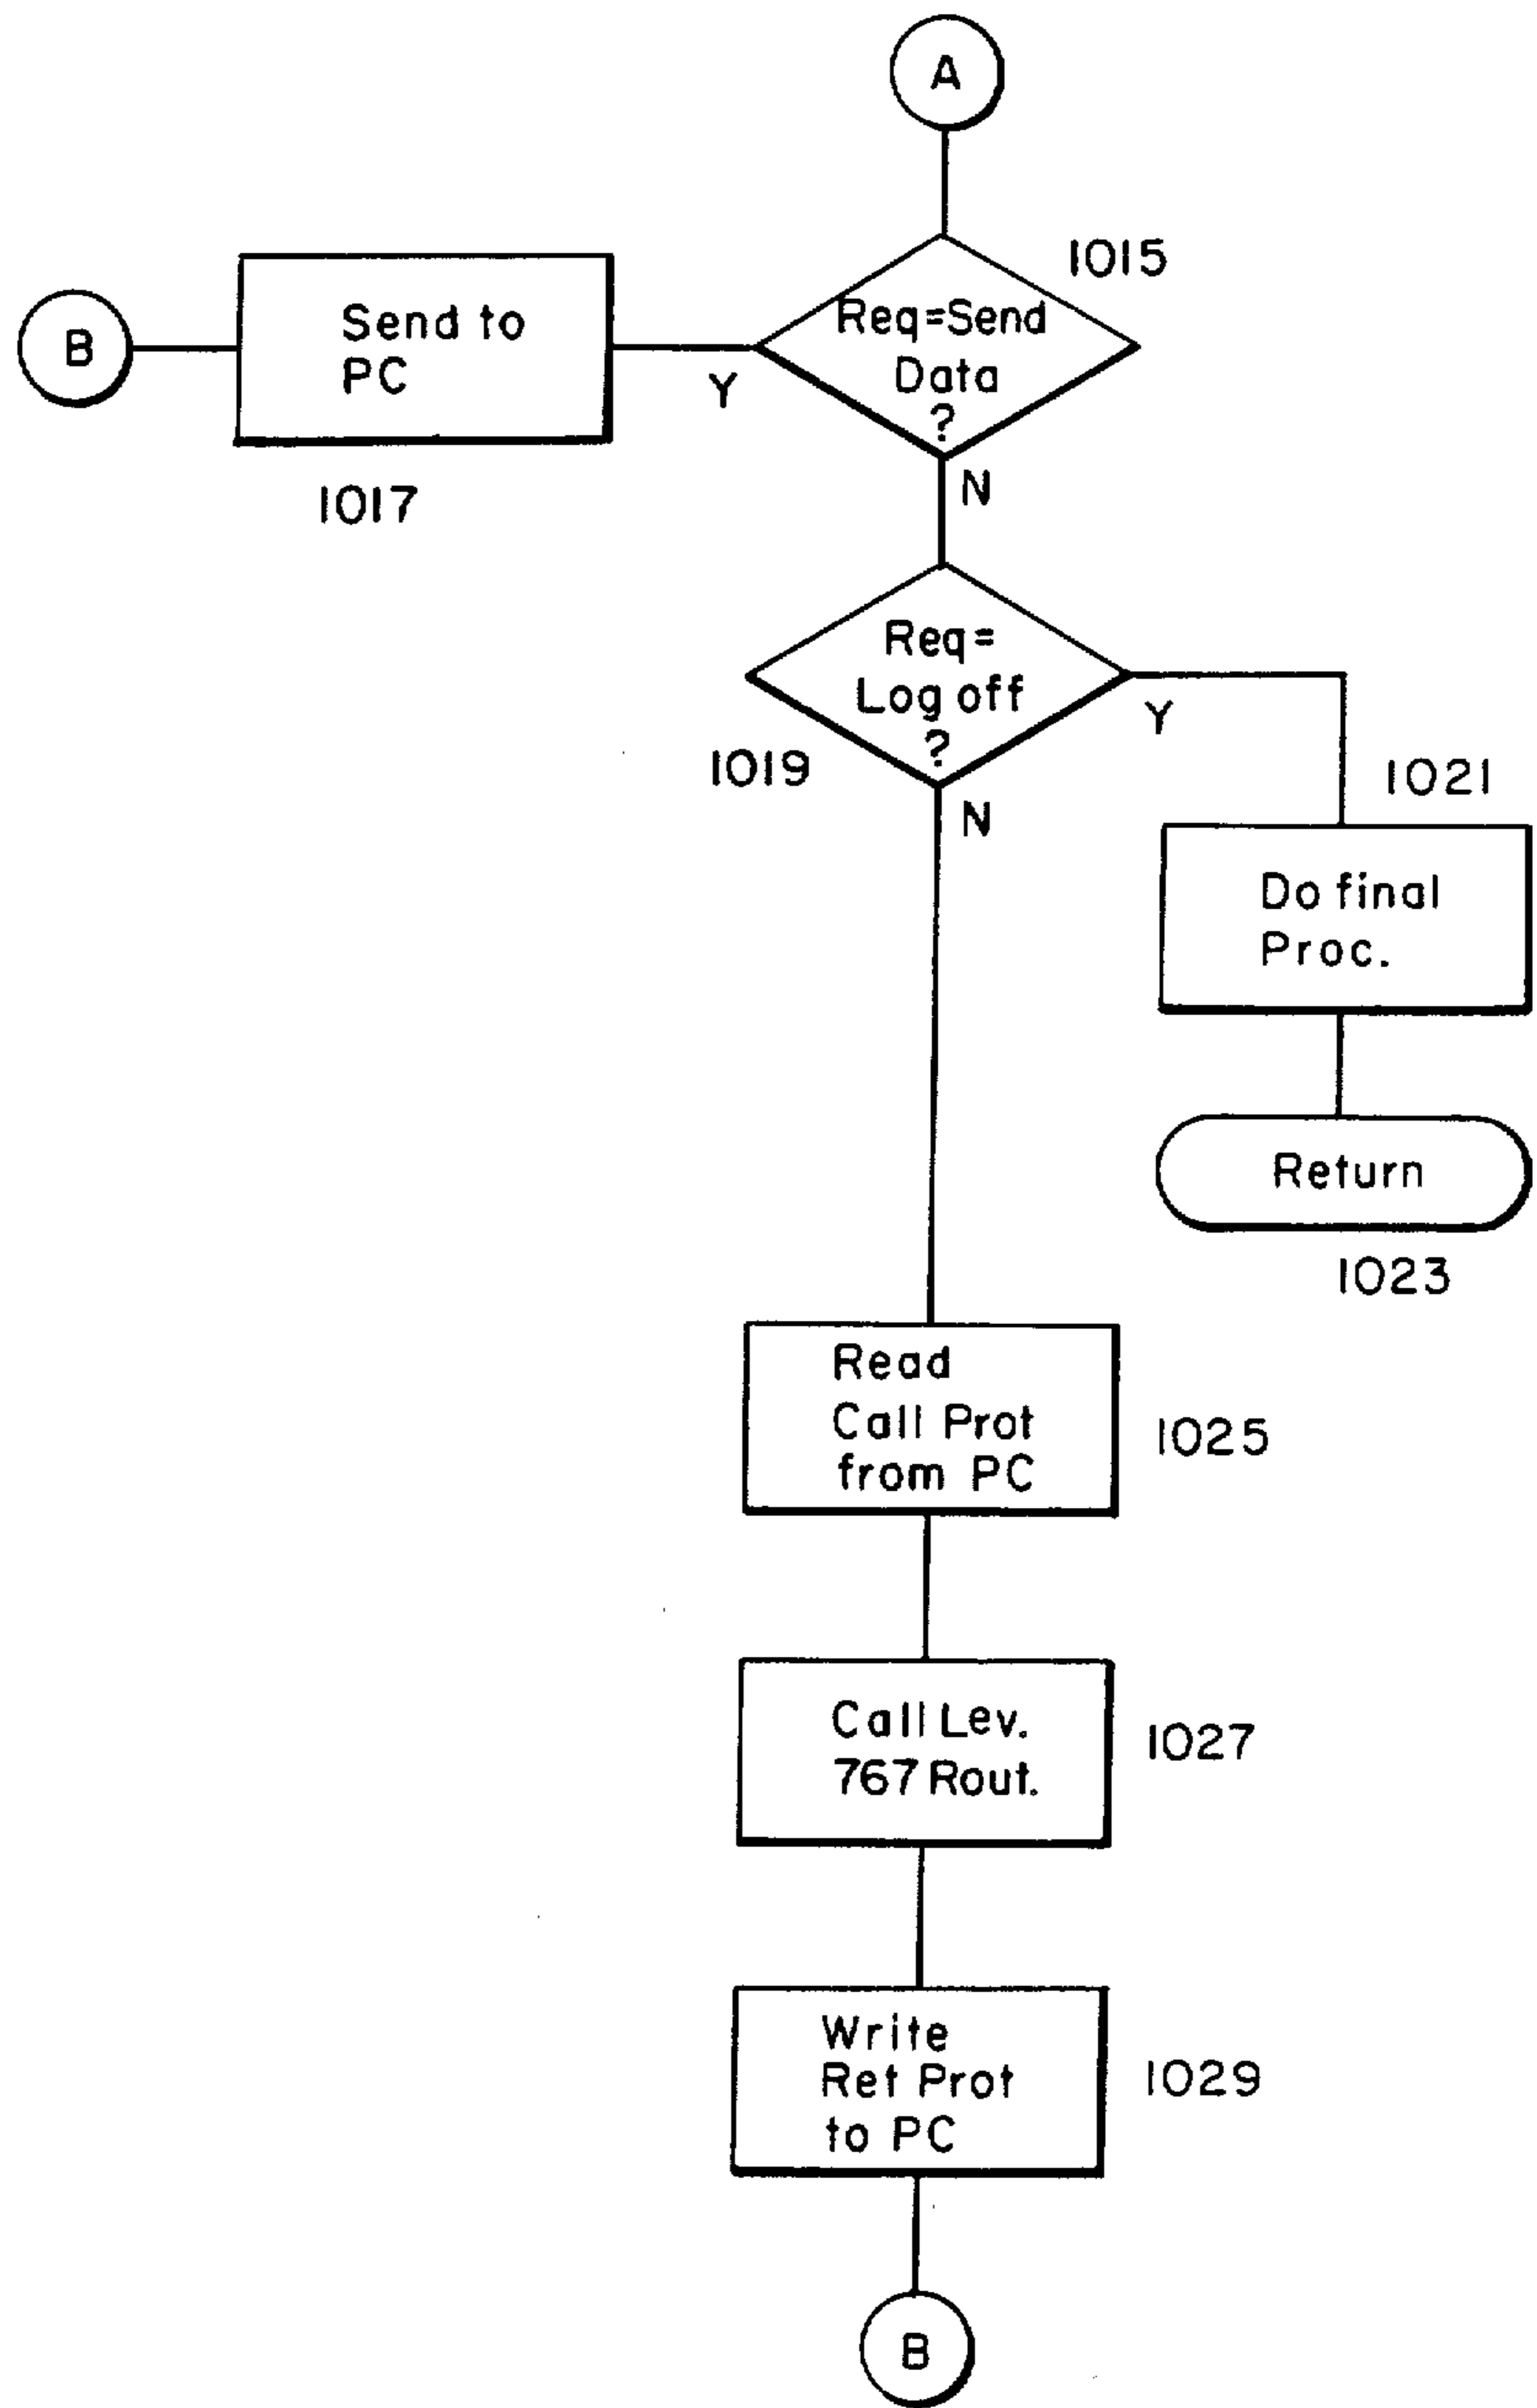 A
1015
Req=Send
Data
?
Y
N
B
Send to
PC
1017
Req=
Log off
?
1019
Y
N
1021
Do final
Proc.
Return
1023
Read
Call Prot
from PC
1025
Call Lev.
767 Rout.
1027
Write
Ret Prot
to PC
1029
B